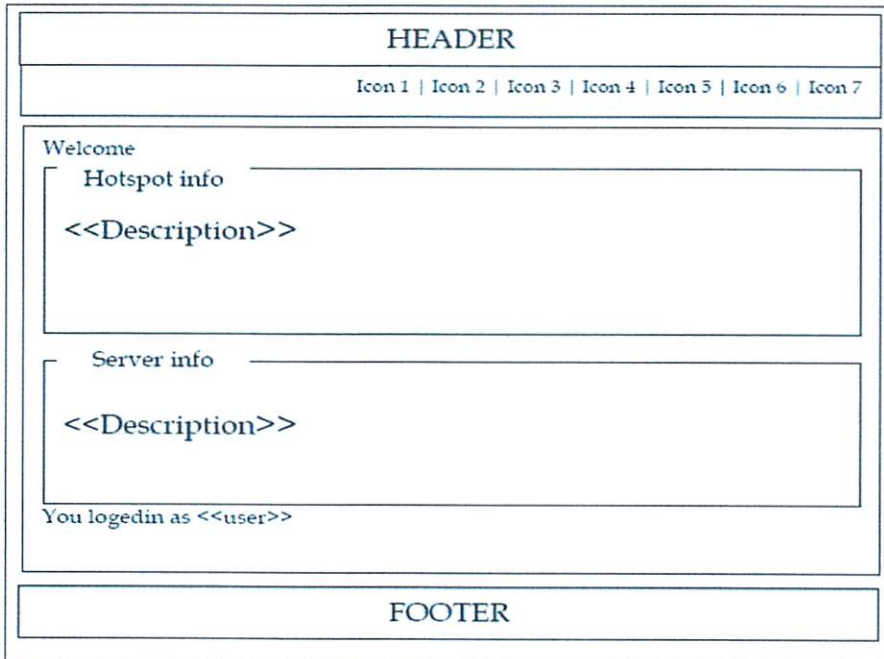 HEADER
Icon 1 | Icon 2 | Icon 3 | Icon 4 | Icon 5 | Icon 6 | Icon 7
Welcome
Hotspot info
<<Description>>
Server info
<<Description>>
You logedin as <<user>>
FOOTER